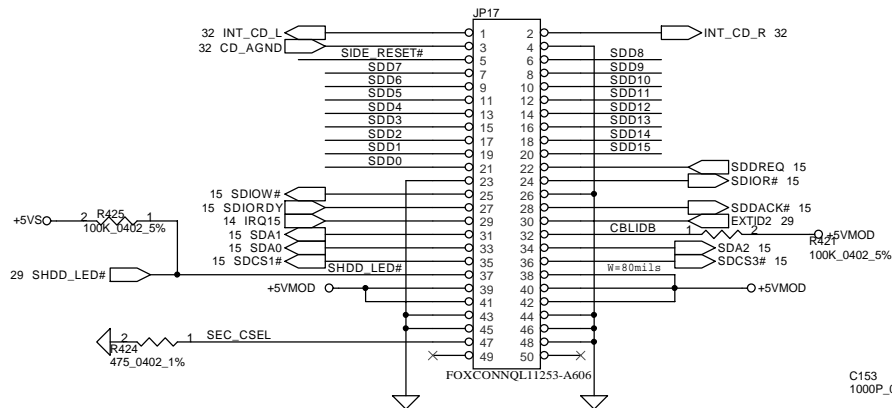 JP17
32 INT_CD_L 1 2 INT_CD_R 32
32 CD_AGND 3 4
SIDE_RESET# 5 6 SDD8
SDD7 7 8 SDD9
SDD6 9 10 SDD10
SDD5 11 12 SDD11
SDD4 13 14 SDD12
SDD3 15 16 SDD13
SDD2 17 18 SDD14
SDD1 19 20 SDD15
SDD0 21 22 SDDREQ 15
23 24 SDIOR# 15
15 SDIOW# 25 26
15 SDIORDY 27 28 SDDACK# 15
14 IRQ15 29 30 EXTID2 29
15 SDA1 31 32 CBLIDB 1 2 +5VMOD
R421
100K_0402_5%
15 SDA0 33 34 SDA2 15
15 SDCS1# 35 36 SDCS3# 15
+5VS 2 1
R425
100K_0402_5%
29 SHDD_LED# SHDD_LED# 37 38 W=80mils
+5VMOD 39 40 +5VMOD
41 42
43 44
45 46
2 1 SEC_CSEL 47 48
R424
475_0402_1%
49 50
FOXCONNQL11253-A606
C153
1000P_0